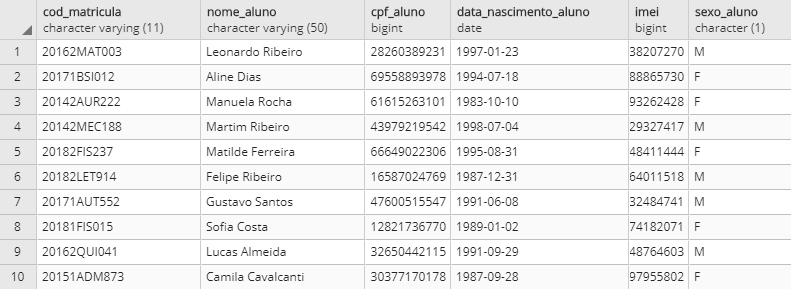 cod_matricula nome_aluno cpf_aluno data_nascimento_aluno imei sexo_aluno
character varying (11) character varying (50) bigint date bigint character (1)
1 20162MAT003 Leonardo Ribeiro 28260389231 1997-01-23 38207270 M
2 20171BSI012 Aline Dias 69558893978 1994-07-18 88865730 F
3 20142AUR222 Manuela Rocha 61615263101 1983-10-10 93262428 F
4 20142MEC188 Martim Ribeiro 43979219542 1998-07-04 29327417 M
5 20182FIS237 Matilde Ferreira 66649022306 1995-08-31 48411444 F
6 20182LET914 Felipe Ribeiro 16587024769 1987-12-31 64011518 M
7 20171AUT552 Gustavo Santos 47600515547 1991-06-08 32484741 M
8 20181FIS015 Sofia Costa 12821736770 1989-01-02 74182071 F
9 20162QUI041 Lucas Almeida 32650442115 1991-09-29 48764603 M
10 20151ADM873 Camila Cavalcanti 30377170178 1987-09-28 97955802 F